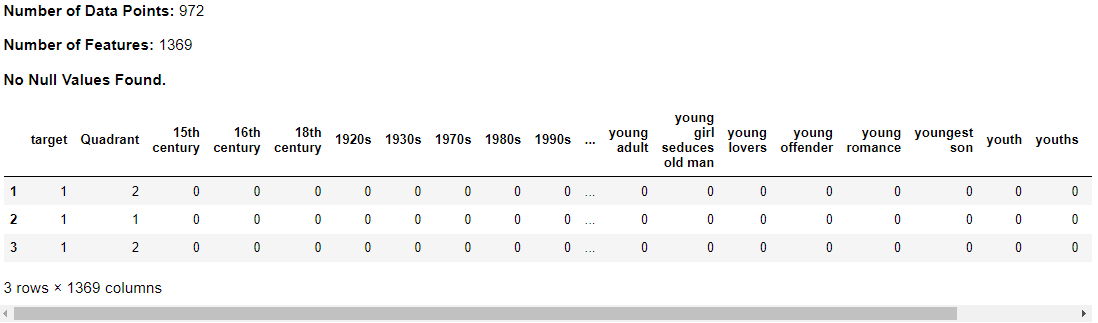 Number of Data Points: 972
Number of Features: 1369
No Null Values Found.
target Quadrant 15th century 16th century 18th century 1920s 1930s 1970s 1980s 1990s ... young adult young girl seduces old man young lovers young offender young romance youngest son youth youths
1 1 2 0 0 0 0 0 0 0 0 ... 0 0 0 0 0 0 0 0
2 1 1 0 0 0 0 0 0 0 0 ... 0 0 0 0 0 0 0 0
3 1 2 0 0 0 0 0 0 0 0 ... 0 0 0 0 0 0 0 0
3 rows × 1369 columns